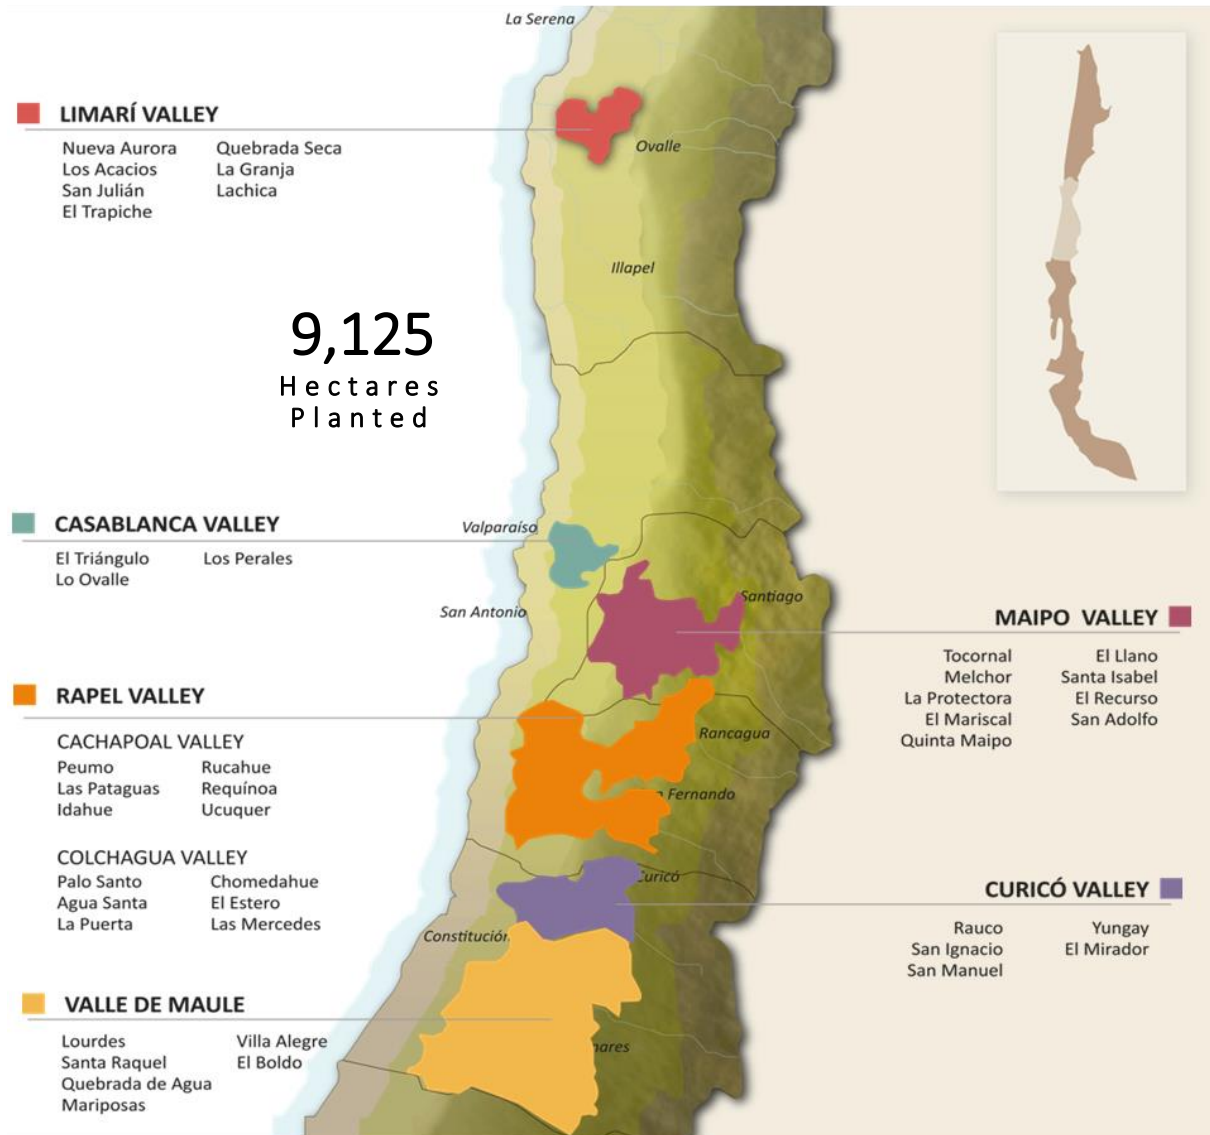 La Serena
LIMARÍ VALLEY
Nueva Aurora Quebrada Seca
Los Acacios La Granja
San Julián Lachica
El Trapiche
Ovalle
Illapel
9,125
Hectares
Planted
CASABLANCA VALLEY
El Triángulo Los Perales
Lo Ovalle
Valparaíso
San Antonio
Santiago
MAIPO VALLEY
Tocornal El Llano
Melchor Santa Isabel
La Protectora El Recurso
El Mariscal San Adolfo
Quinta Maipo
RAPEL VALLEY
CACHAPOAL VALLEY
Peumo Rucahue
Las Pataguas Requínoa
Idahue Ucuquer
COLCHAGUA VALLEY
Palo Santo Chomedahue
Agua Santa El Estero
La Puerta Las Mercedes
Rancagua
Fernando
Curicó
CURICÓ VALLEY
Rauco Yungay
San Ignacio El Mirador
San Manuel
Constitución
VALLE DE MAULE
Lourdes Villa Alegre
Santa Raquel El Boldo
Quebrada de Agua
Mariposas